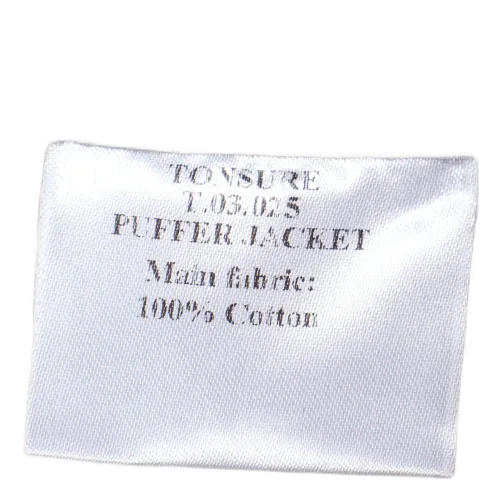 TONSURE
T.03.025
PUFFER JACKET
Main fabric:
100% Cotton